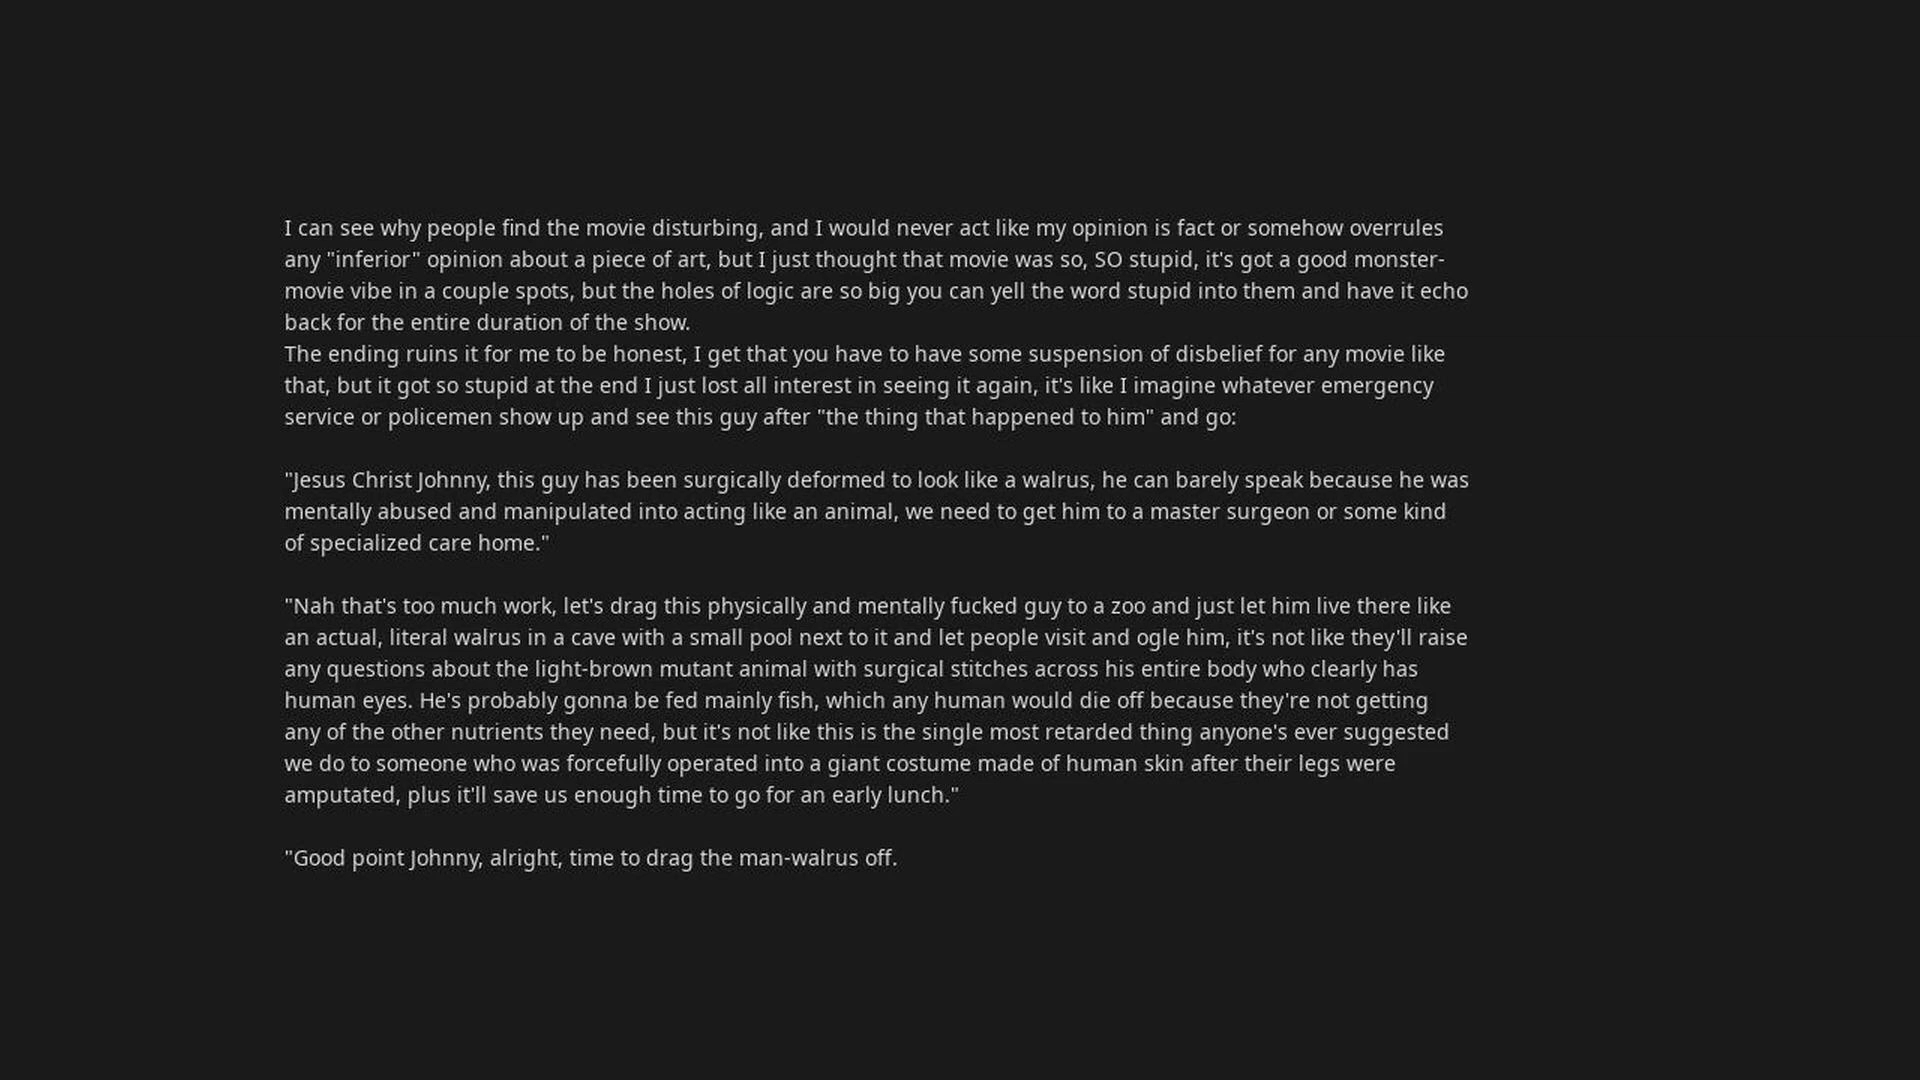 I can see why people find the movie disturbing, and I would never act like my opinion is fact or somehow overrules
any "inferior" opinion about a piece of art, but I just thought that movie was so, SO stupid, it's got a good monster-
movie vibe in a couple spots, but the holes of logic are so big you can yell the word stupid into them and have it echo
back for the entire duration of the show.
The ending ruins it for me to be honest, I get that you have to have some suspension of disbelief for any movie like
that, but it got so stupid at the end I just lost all interest in seeing it again, it's like I imagine whatever emergency
service or policemen show up and see this guy after "the thing that happened to him" and go:
"Jesus Christ Johnny, this guy has been surgically deformed to look like a walrus, he can barely speak because he was
mentally abused and manipulated into acting like an animal, we need to get him to a master surgeon or some kind
of specialized care home."
"Nah that's too much work, let's drag this physically and mentally fucked guy to a zoo and just let him live there like
an actual, literal walrus in a cave with a small pool next to it and let people visit and ogle him, it's not like they'll raise
any questions about the light-brown mutant animal with surgical stitches across his entire body who clearly has
human eyes. He's probably gonna be fed mainly fish, which any human would die off because they're not getting
any of the other nutrients they need, but it's not like this is the single most retarded thing anyone's ever suggested
we do to someone who was forcefully operated into a giant costume made of human skin after their legs were
amputated, plus it'll save us enough time to go for an early lunch."
"Good point Johnny, alright, time to drag the man-walrus off.